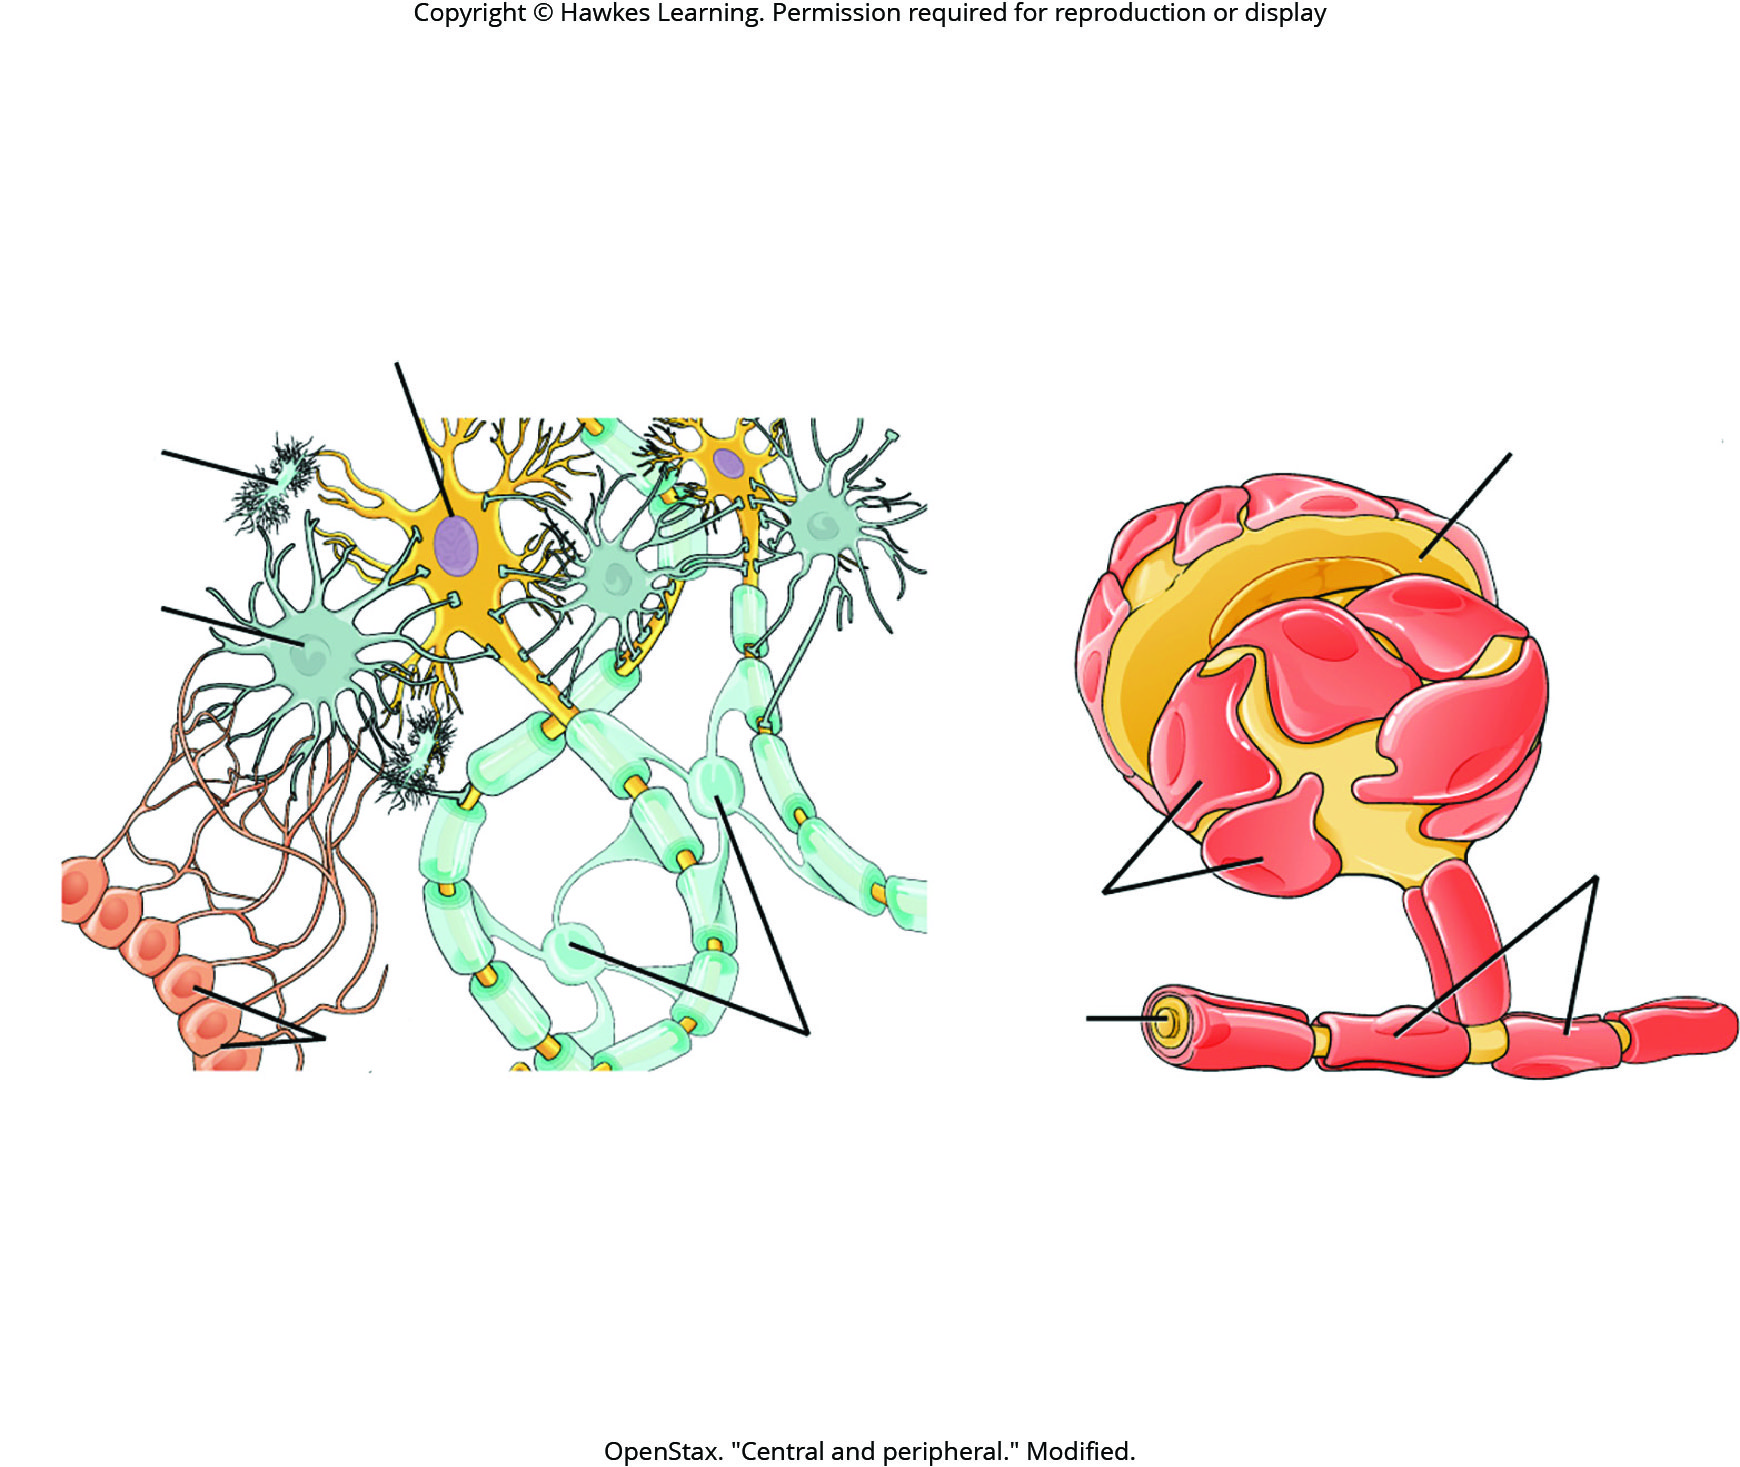 Copyright © Hawkes Learning. Permission required for reproduction or display
OpenStax. "Central and peripheral." Modified.